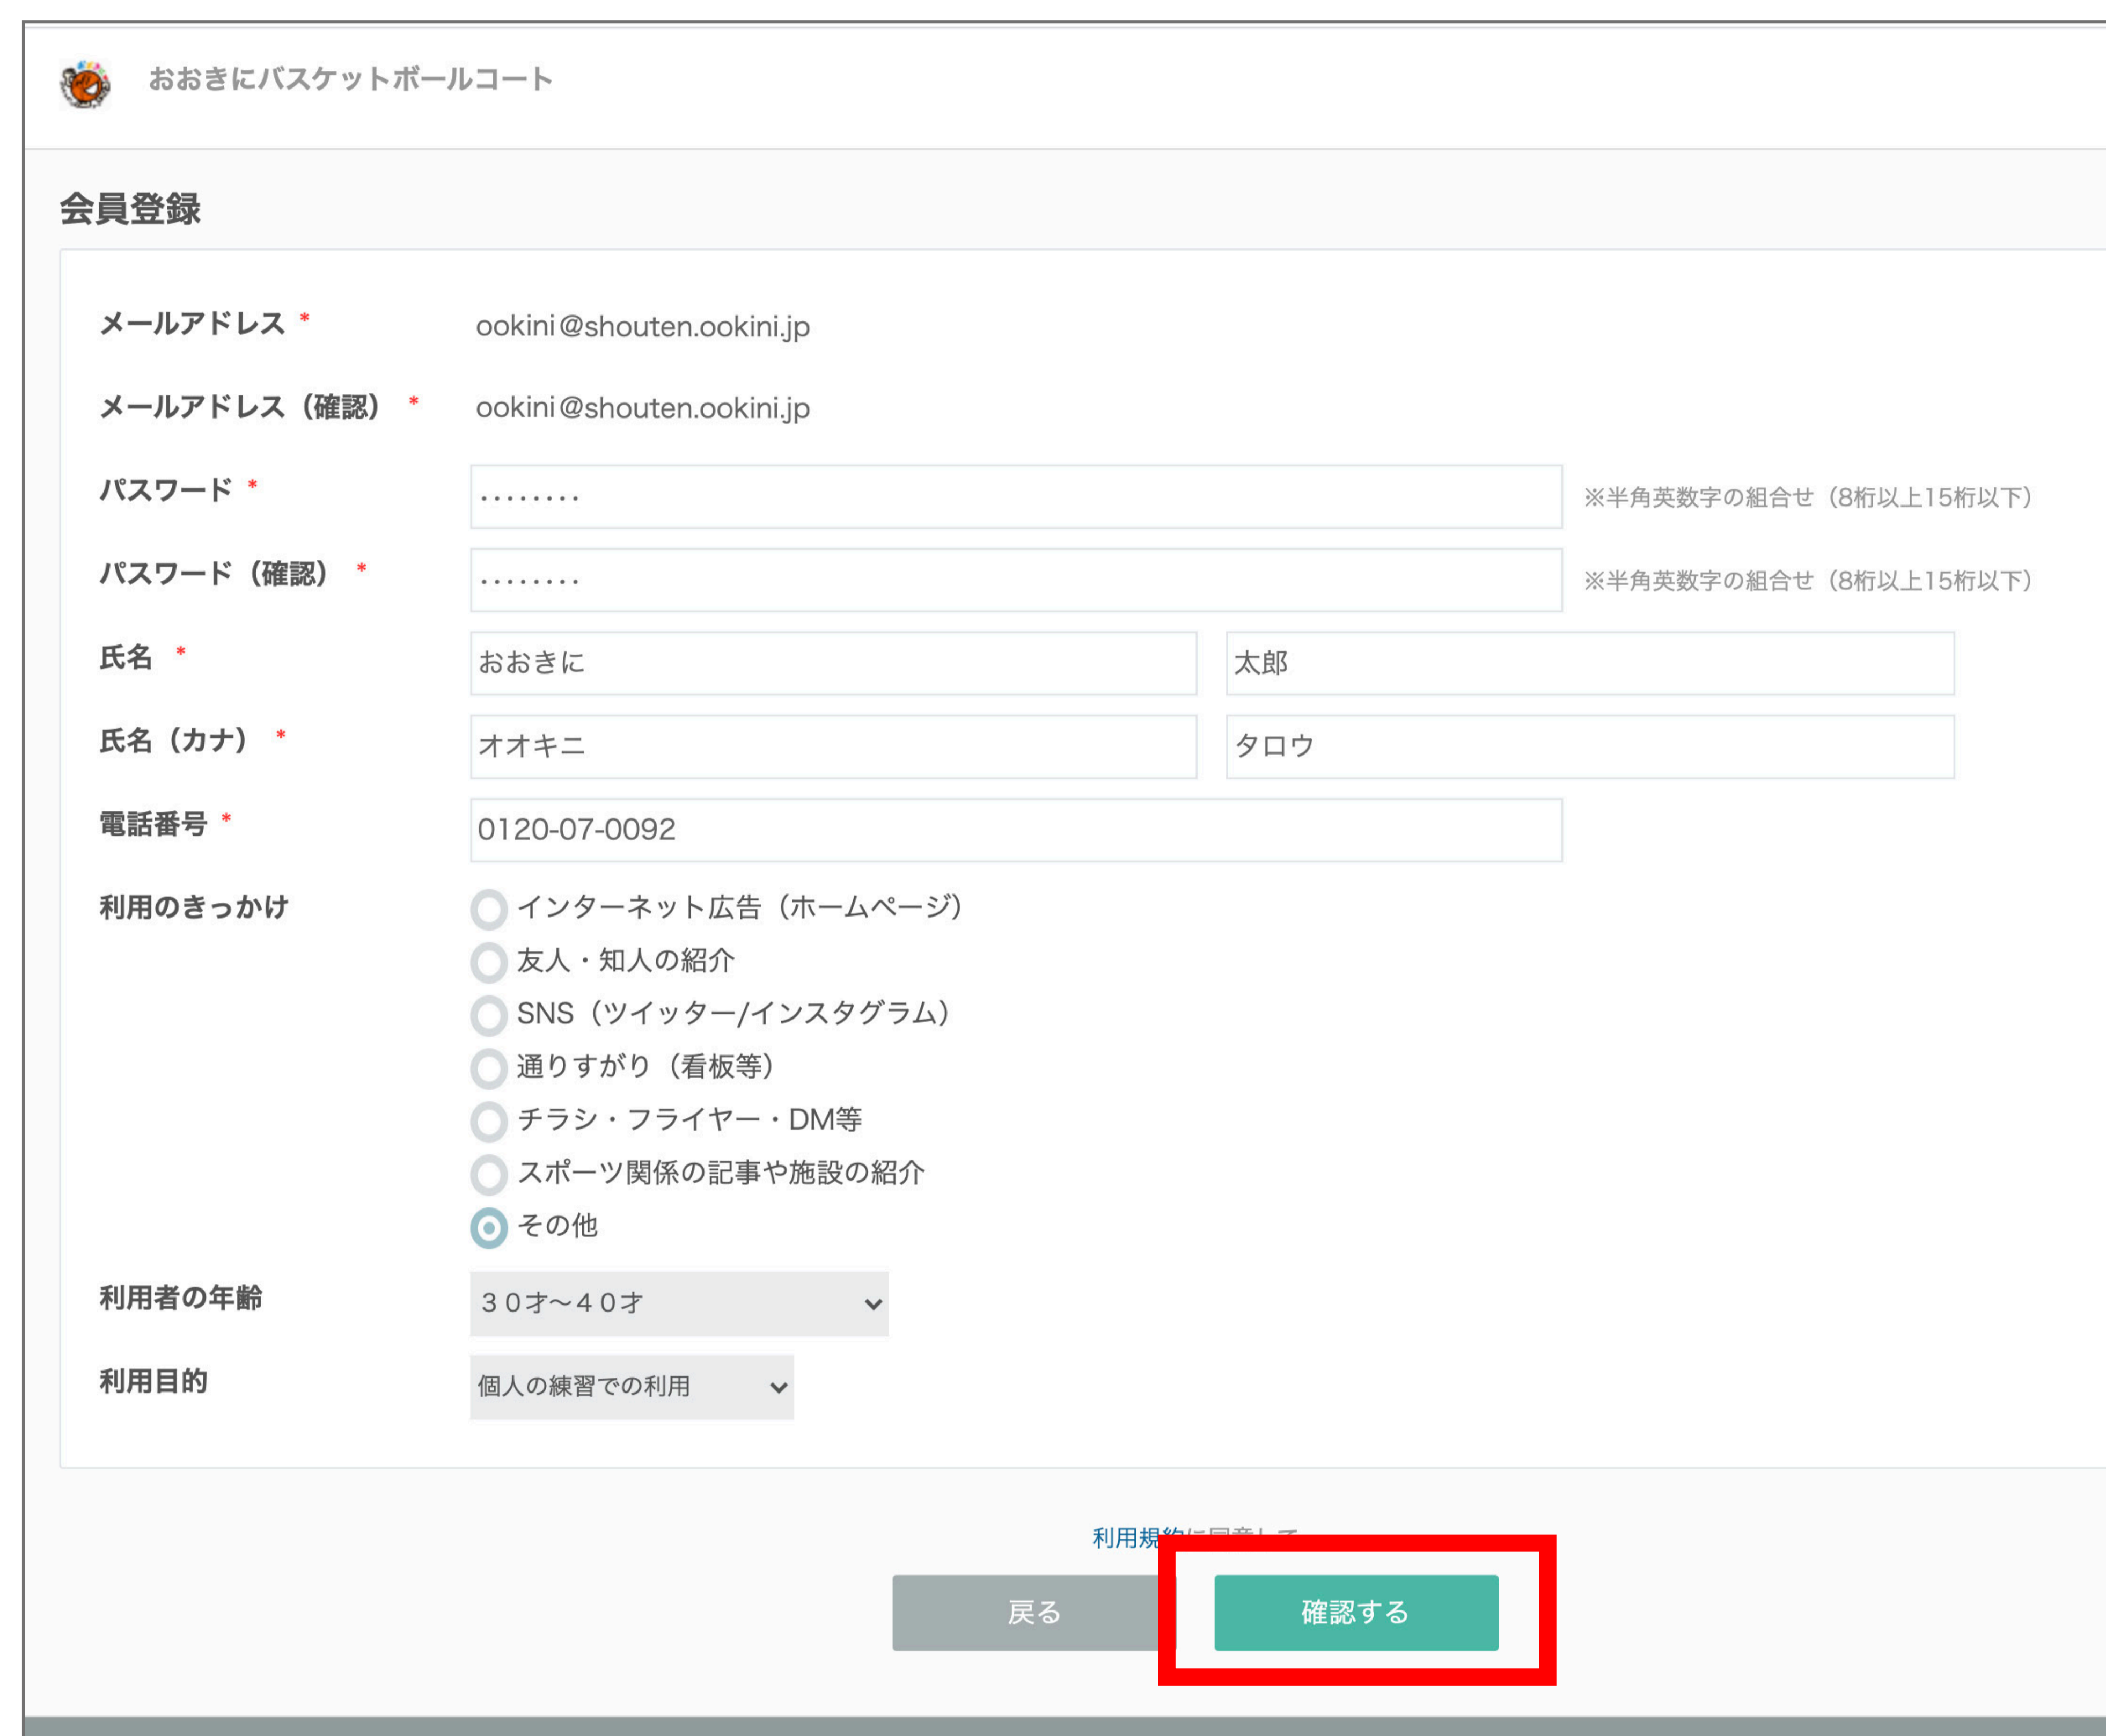 おおきにバスケットボールコート
会員登録
メールアドレス * ookini@shouten.ookini.jp
メールアドレス（確認） * ookini@shouten.ookini.jp
パスワード * ........ ※半角英数字の組合せ（8桁以上15桁以下）
パスワード（確認） * ........ ※半角英数字の組合せ（8桁以上15桁以下）
氏名 * おおきに 太郎
氏名（カナ） * オオキニ タロウ
電話番号 * 0120-07-0092
利用のきっかけ インターネット広告（ホームページ）
友人・知人の紹介
SNS（ツイッター/インスタグラム）
通りすがり（看板等）
チラシ・フライヤー・DM等
スポーツ関係の記事や施設の紹介
その他
利用者の年齢 ３０才〜４０才
利用目的 個人の練習での利用
利用規約に同意して
戻る 確認する